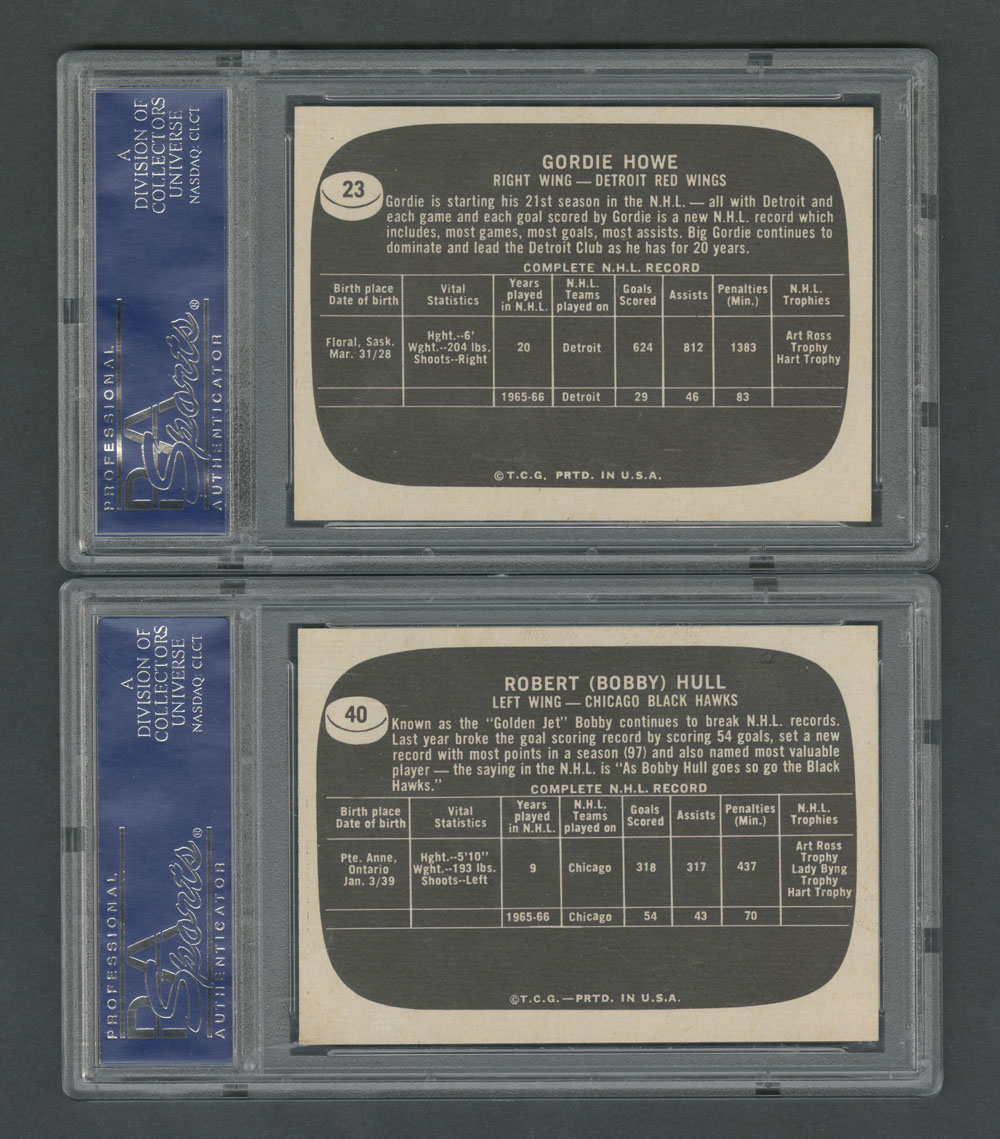 A
DIVISION OF
COLLECTORS
UNIVERSE
NASDAQ: CLCT
PROFESSIONAL
PSA
Sports®
AUTHENTICATOR
23
GORDIE HOWE
RIGHT WING — DETROIT RED WINGS
Gordie is starting his 21st season in the N.H.L. — all with Detroit and
each game and each goal scored by Gordie is a new N.H.L. record which
includes, most games, most goals, most assists. Big Gordie continues to
dominate and lead the Detroit Club as he has for 20 years.
COMPLETE N.H.L. RECORD
Birth place Date of birth Vital Statistics Years played in N.H.L. N.H.L. Teams played on Goals Scored Assists Penalties (Min.) N.H.L. Trophies
Floral, Sask. Mar. 31/28 Hght.--6' Wght.--204 lbs. Shoots--Right 20 Detroit 624 812 1383 Art Ross Trophy Hart Trophy
1965-66 Detroit 29 46 83
©T.C.G. PRTD. IN U.S.A.
A
DIVISION OF
COLLECTORS
UNIVERSE
NASDAQ: CLCT
PROFESSIONAL
PSA
Sports®
AUTHENTICATOR
40
ROBERT (BOBBY) HULL
LEFT WING — CHICAGO BLACK HAWKS
Known as the "Golden Jet" Bobby continues to break N.H.L. records.
Last year broke the goal scoring record by scoring 54 goals, set a new
record with most points in a season (97) and also named most valuable
player — the saying in the N.H.L. is "As Bobby Hull goes so go the Black
Hawks."
COMPLETE N.H.L. RECORD
Birth place Date of birth Vital Statistics Years played in N.H.L. N.H.L. Teams played on Goals Scored Assists Penalties (Min.) N.H.L. Trophies
Pte. Anne, Ontario Jan. 3/39 Hght.--5'10" Wght.--193 lbs. Shoots--Left 9 Chicago 318 317 437 Art Ross Trophy Lady Byng Trophy Hart Trophy
1965-66 Chicago 54 43 70
©T.C.G.—PRTD. IN U.S.A.